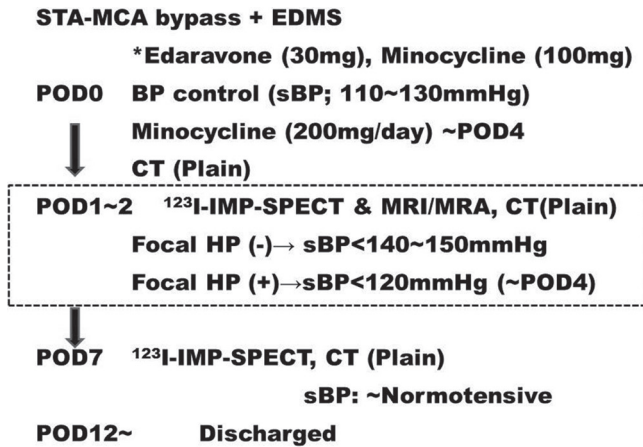 STA-MCA bypass + EDMS
*Edaravone (30mg), Minocycline (100mg)
POD0 BP control (sBP; 110~130mmHg)
Minocycline (200mg/day) ~POD4
CT (Plain)
POD1~2 ¹²³I-IMP-SPECT & MRI/MRA, CT(Plain)
Focal HP (-)→ sBP<140~150mmHg
Focal HP (+)→sBP<120mmHg (~POD4)
POD7 ¹²³I-IMP-SPECT, CT (Plain)
sBP: ~Normotensive
POD12~ Discharged